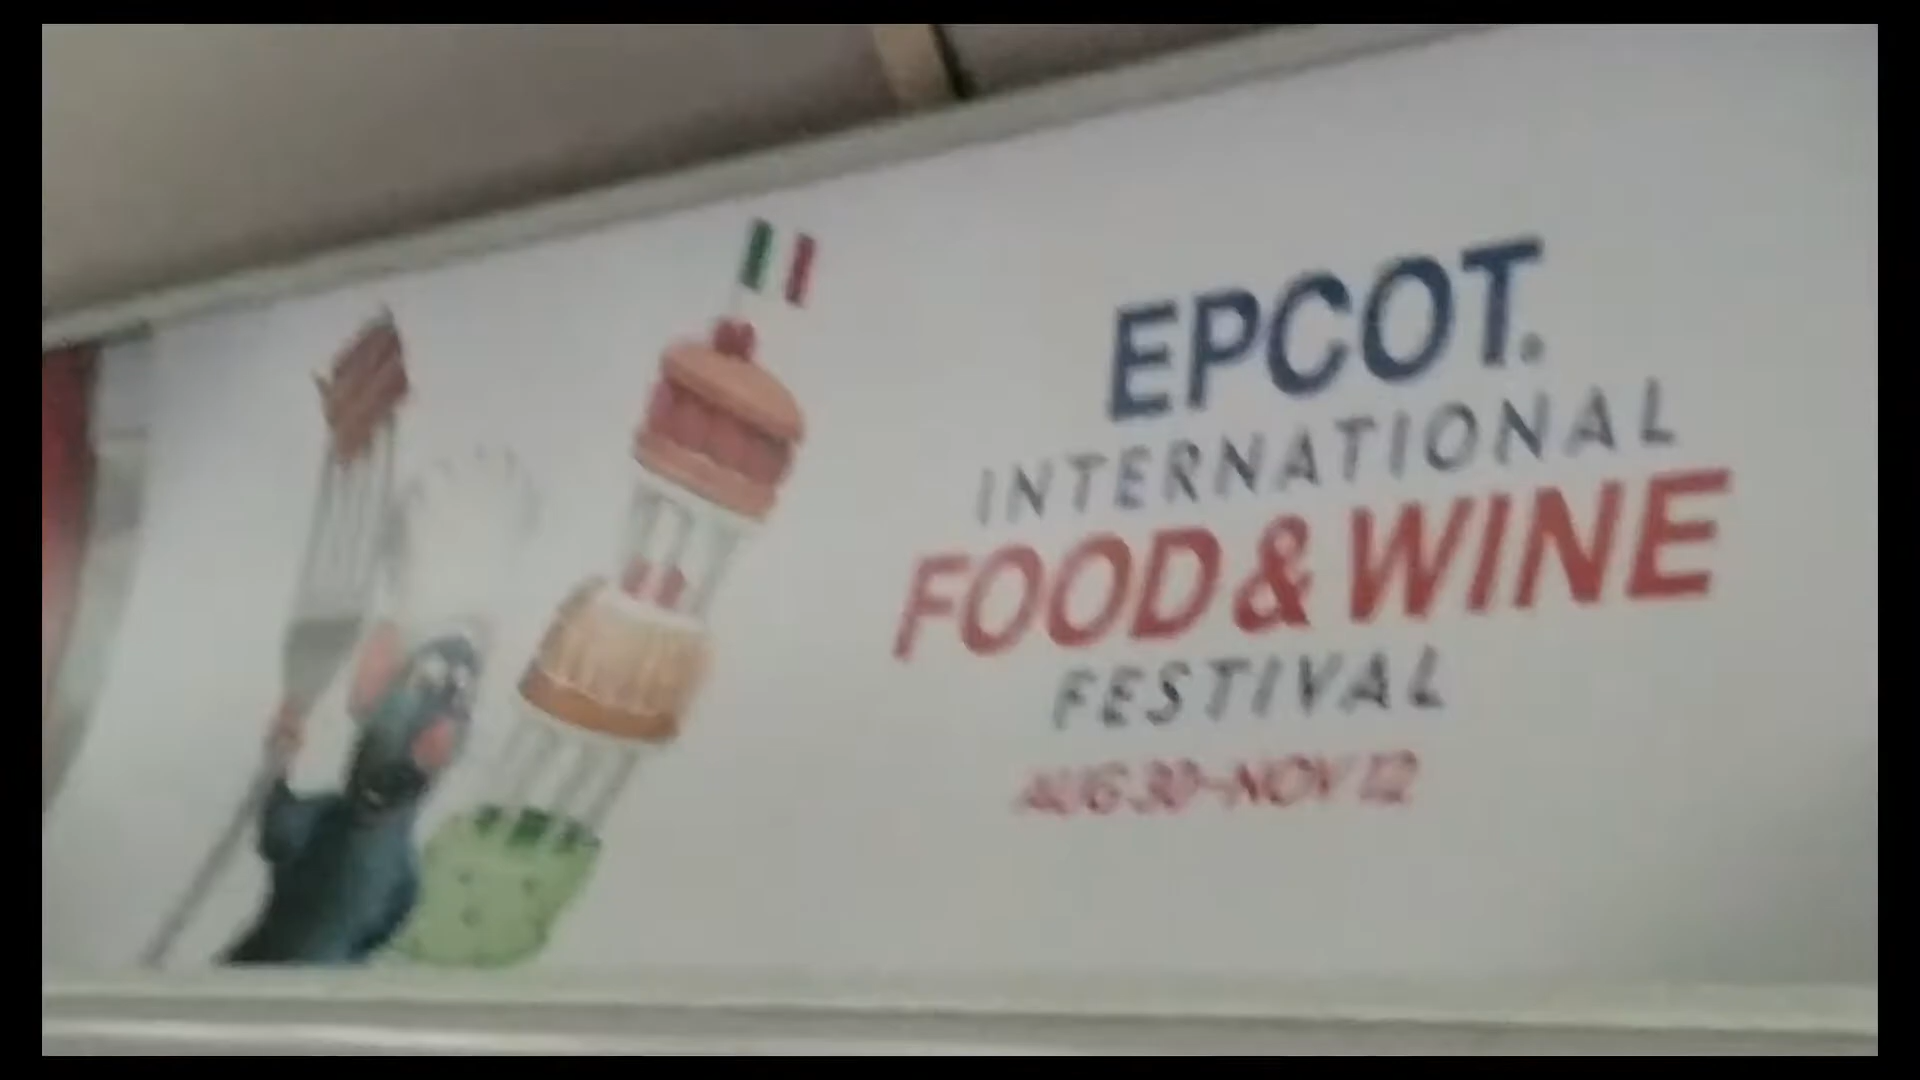 EPCOT®
INTERNATIONAL
FOOD & WINE
FESTIVAL
AUG 30-NOV 12